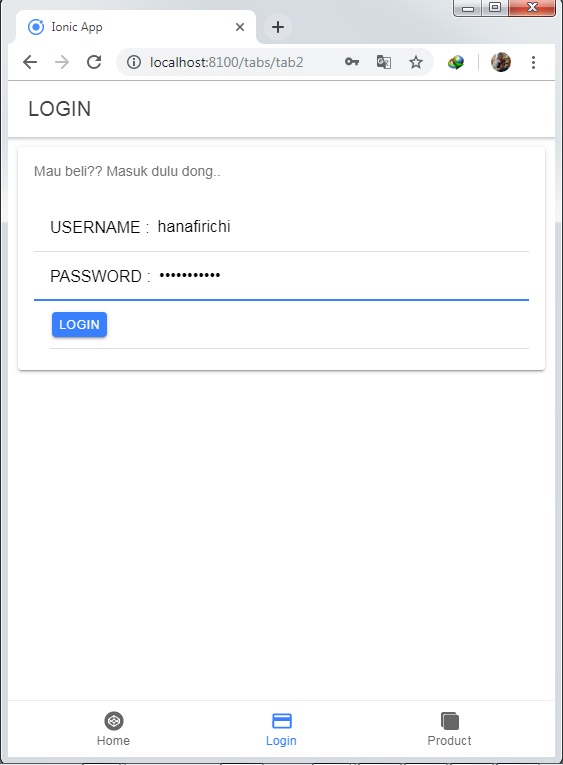 Ionic App
localhost:8100/tabs/tab2
LOGIN
Mau beli?? Masuk dulu dong..
USERNAME : hanafirichi
PASSWORD : •••••••••••
LOGIN
Home Login Product